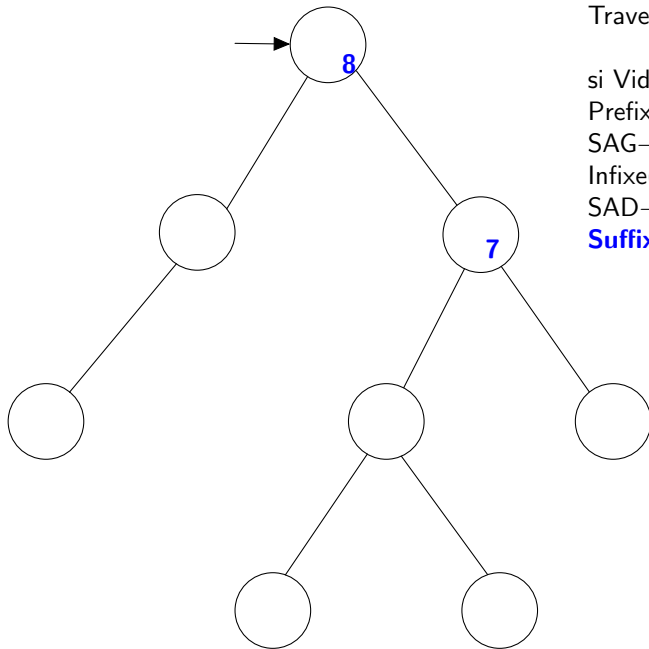 Trave
8
si Vid
Prefix
SAG–
Infixe
SAD–
7
Suffix